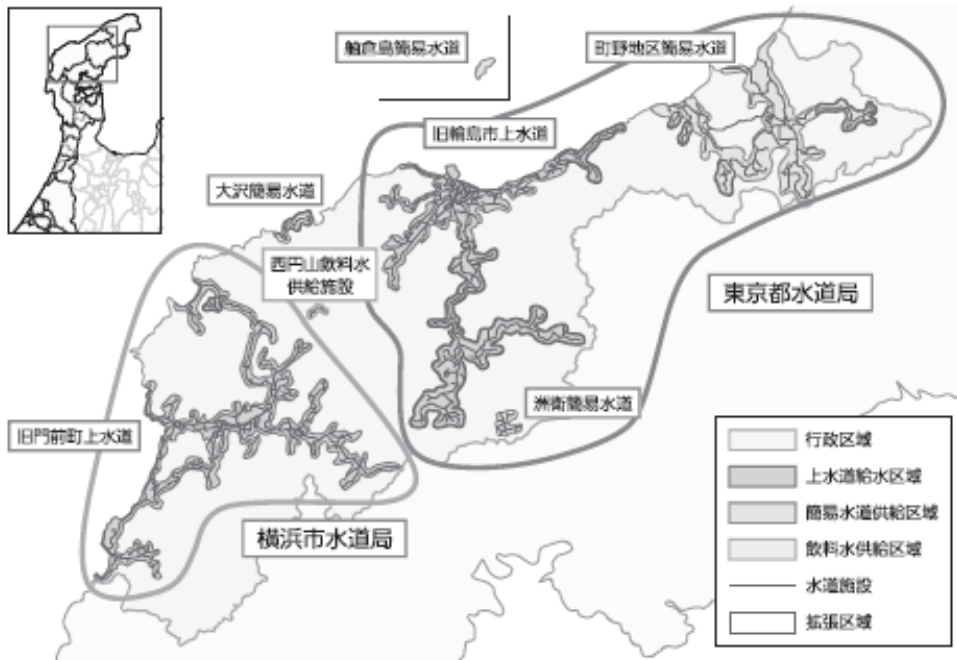 舳倉島簡易水道
町野地区簡易水道
旧輪島市上水道
大沢簡易水道
西円山飲料水
供給施設
東京都水道局
洲衛簡易水道
旧門前町上水道
横浜市水道局
行政区域
上水道給水区域
簡易水道供給区域
飲料水供給区域
水道施設
拡張区域